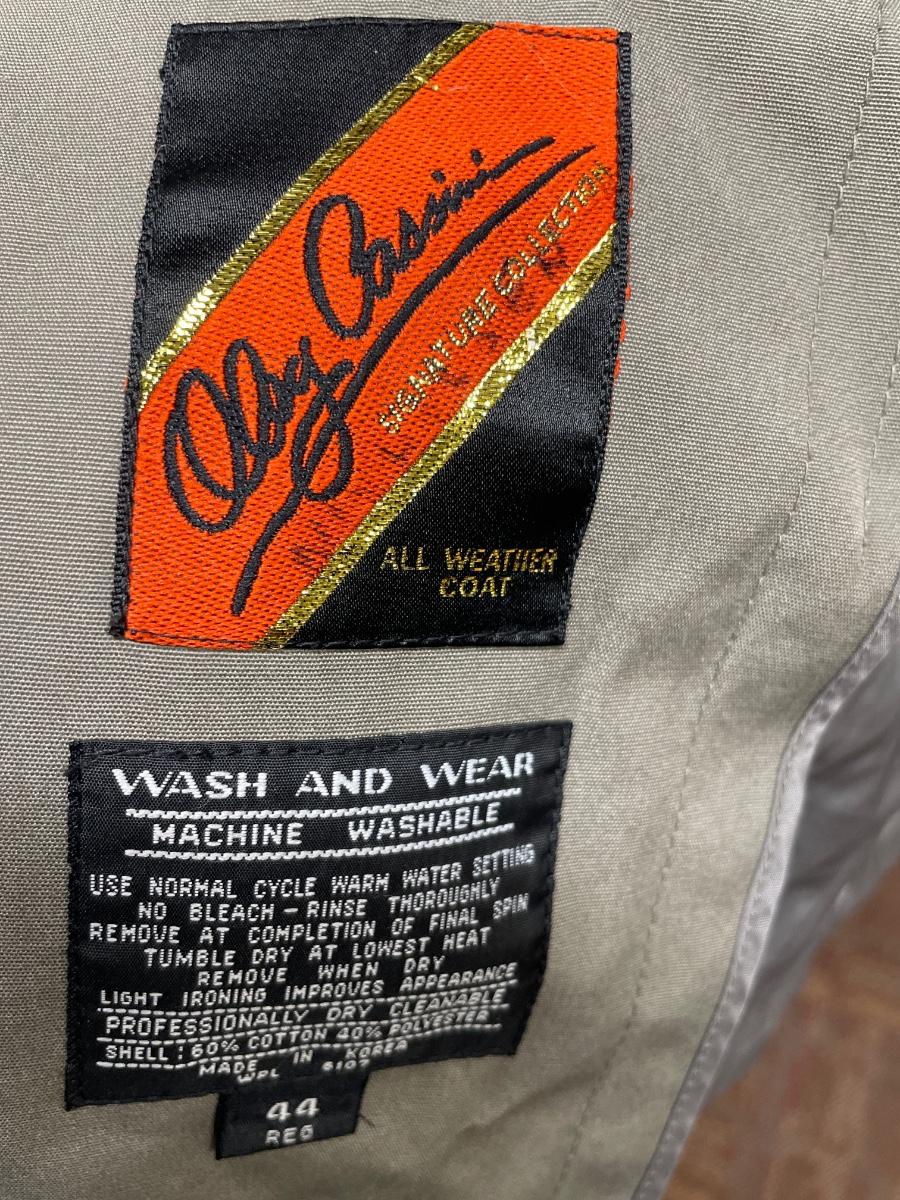 Oleg Cassini
SIGNATURE COLLECTION
ALL WEATHER
COAT
WASH AND WEAR
MACHINE WASHABLE
USE NORMAL CYCLE WARM WATER SETTING
NO BLEACH - RINSE THOROUGHLY
REMOVE AT COMPLETION OF FINAL SPIN
TUMBLE DRY AT LOWEST HEAT
REMOVE WHEN DRY
LIGHT IRONING IMPROVES APPEARANCE
PROFESSIONALLY DRY CLEANABLE
SHELL: 60% COTTON 40% POLYESTER
MADE IN KOREA
WPL 6107
44
REG